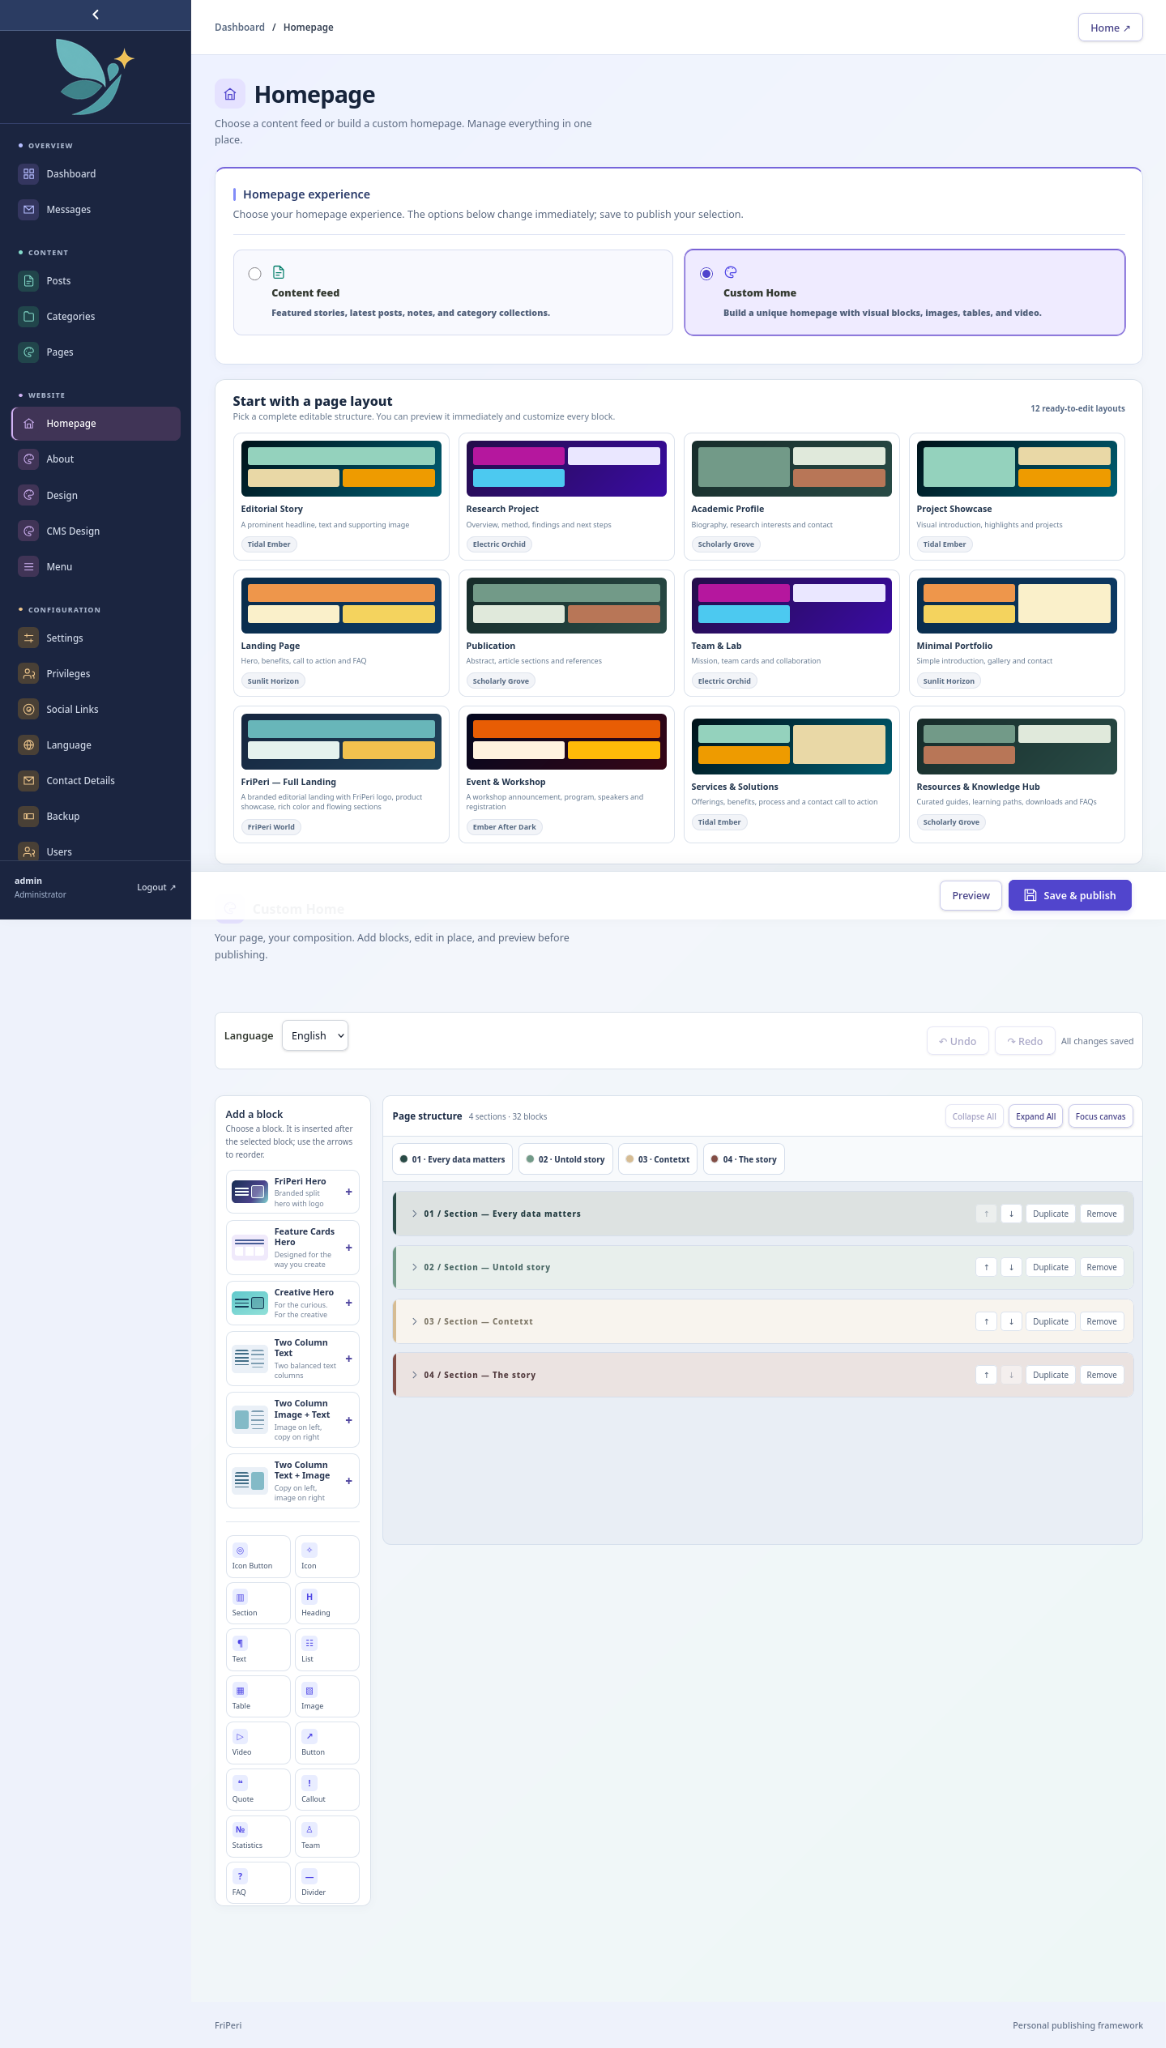 Dashboard / Homepage
Home ↗
OVERVIEW
Dashboard
Messages
CONTENT
Posts
Categories
Pages
WEBSITE
Homepage
About
Design
CMS Design
Menu
CONFIGURATION
Settings
Privileges
Social Links
Language
Contact Details
Backup
Users
admin
Administrator
Logout ↗
Homepage
Choose a content feed or build a custom homepage. Manage everything in one
place.
Homepage experience
Choose your homepage experience. The options below change immediately; save to publish your selection.
Content feed
Featured stories, latest posts, notes, and category collections.
Custom Home
Build a unique homepage with visual blocks, images, tables, and video.
Start with a page layout
Pick a complete editable structure. You can preview it immediately and customize every block.
12 ready-to-edit layouts
Editorial Story
A prominent headline, text and supporting image
Tidal Ember
Research Project
Overview, method, findings and next steps
Electric Orchid
Academic Profile
Biography, research interests and contact
Scholarly Grove
Project Showcase
Visual introduction, highlights and projects
Tidal Ember
Landing Page
Hero, benefits, call to action and FAQ
Sunlit Horizon
Publication
Abstract, article sections and references
Scholarly Grove
Team & Lab
Mission, team cards and collaboration
Electric Orchid
Minimal Portfolio
Simple introduction, gallery and contact
Sunlit Horizon
FriPeri — Full Landing
A branded editorial landing with FriPeri logo, product
showcase, rich color and flowing sections
FriPeri World
Event & Workshop
A workshop announcement, program, speakers and
registration
Ember After Dark
Services & Solutions
Offerings, benefits, process and a contact call to action
Tidal Ember
Resources & Knowledge Hub
Curated guides, learning paths, downloads and FAQs
Scholarly Grove
Preview
Save & publish
Custom Home
Your page, your composition. Add blocks, edit in place, and preview before
publishing.
Language
English
↶ Undo
↷ Redo
All changes saved
Add a block
Choose a block. It is inserted after
the selected block; use the arrows
to reorder.
FriPeri Hero
Branded split
hero with logo
+
Feature Cards
Hero
Designed for the
way you create
+
Creative Hero
For the curious.
For the creative
+
Two Column
Text
Two balanced text
columns
+
Two Column
Image + Text
Image on left,
copy on right
+
Two Column
Text + Image
Copy on left,
image on right
+
Icon Button
Icon
Section
H
Heading
¶
Text
List
Table
Image
Video
↗
Button
❝
Quote
!
Callout
№
Statistics
Team
?
FAQ
—
Divider
Page structure
4 sections · 32 blocks
Collapse All
Expand All
Focus canvas
01 · Every data matters
02 · Untold story
03 · Contetxt
04 · The story
01 / Section — Every data matters
↑ ↓ Duplicate Remove
02 / Section — Untold story
↑ ↓ Duplicate Remove
03 / Section — Contetxt
↑ ↓ Duplicate Remove
04 / Section — The story
↑ ↓ Duplicate Remove
FriPeri
Personal publishing framework